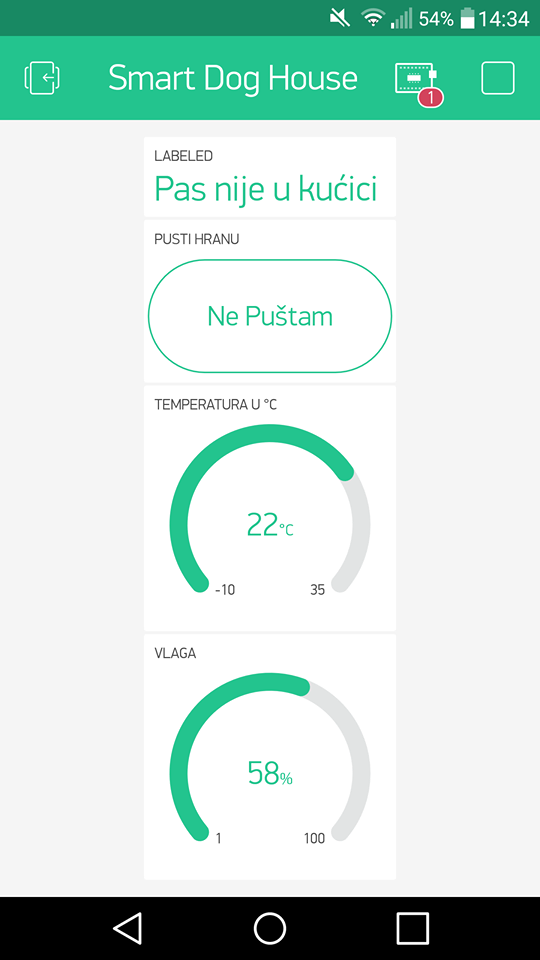 54% 14:34
Smart Dog House
1
LABELED
Pas nije u kućici
PUSTI HRANU
Ne Puštam
TEMPERATURA U °C
22°C
-10 35
VLAGA
58%
1 100